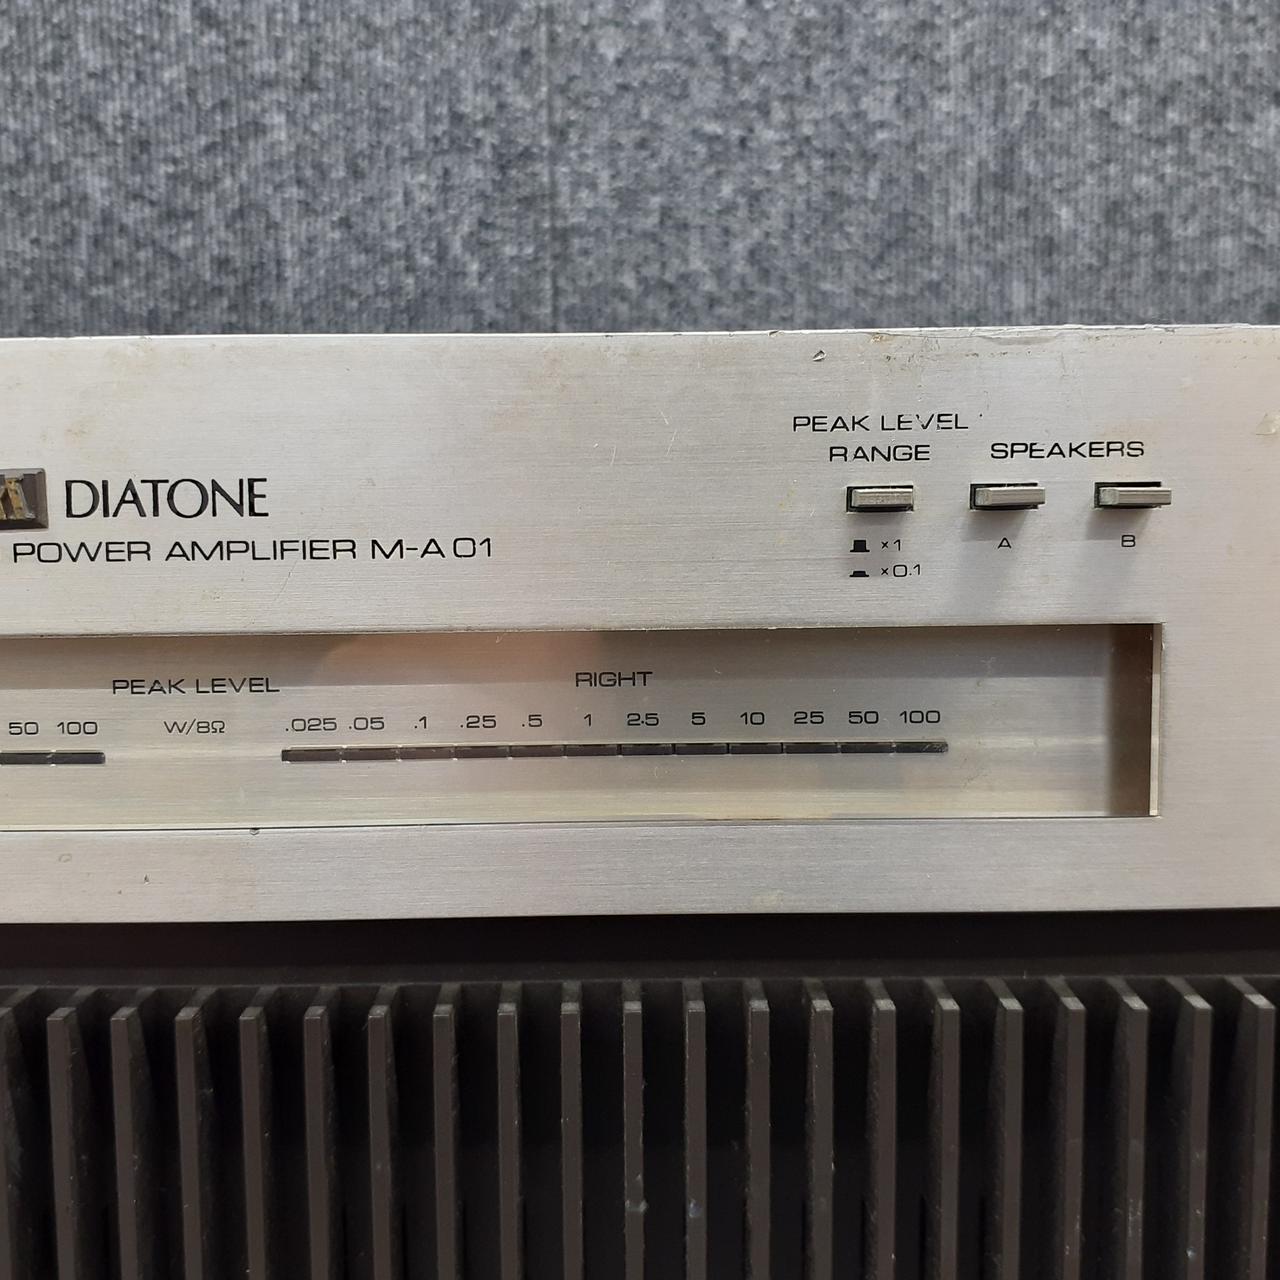 DIATONE
POWER AMPLIFIER M-A01
PEAK LEVEL
RANGE
SPEAKERS
×1
×0.1
A
B
PEAK LEVEL
RIGHT
50 100
W/8Ω
.025 .05 .1 .25 .5 1 2.5 5 10 25 50 100